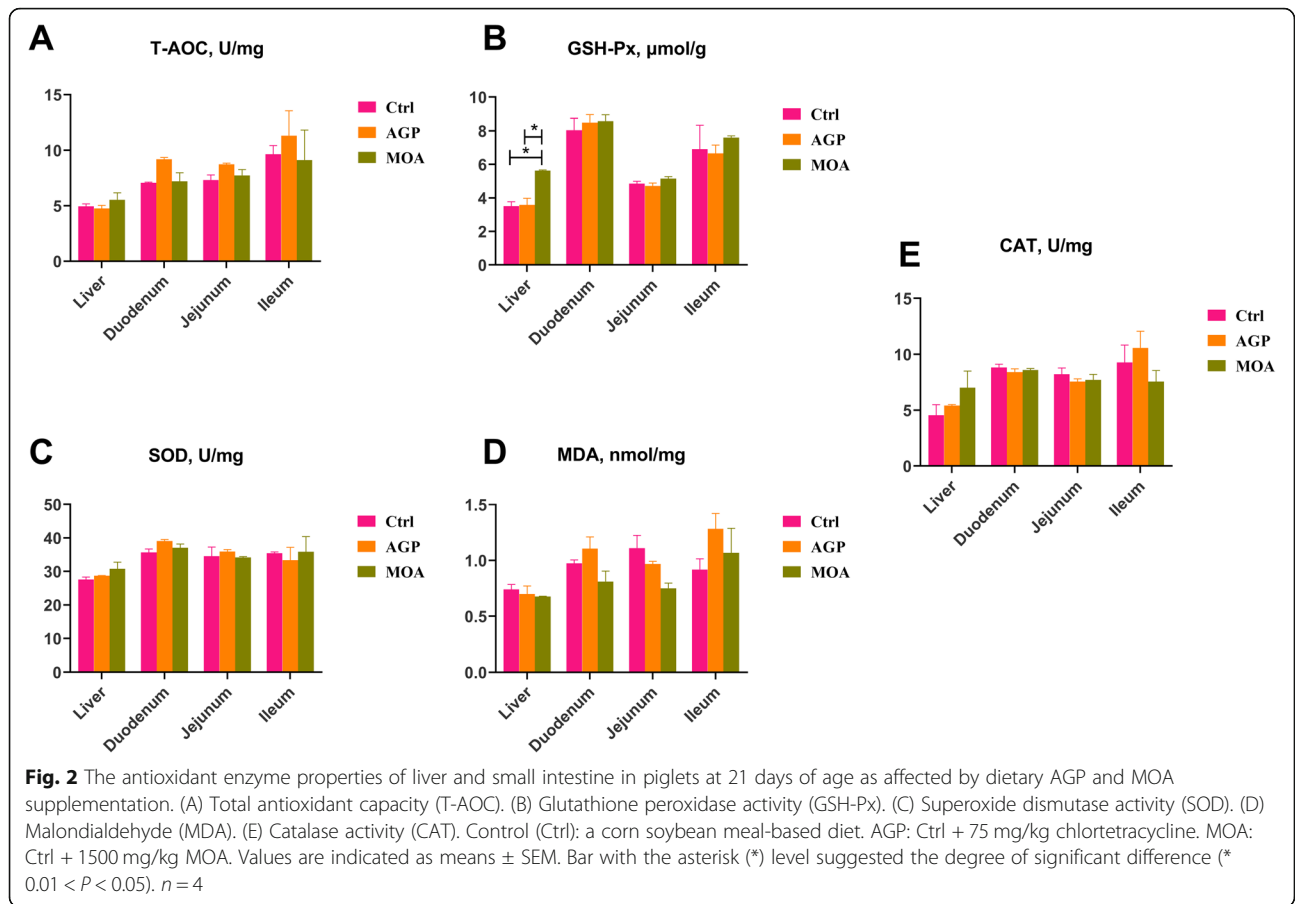 A
T-AOC, U/mg
15
10
5
0
Liver
Duodenum
Jejunum
Ileum
Ctrl
AGP
MOA
B
GSH-Px, μmol/g
10
8
6
4
2
0
*
*
Liver
Duodenum
Jejunum
Ileum
Ctrl
AGP
MOA
C
SOD, U/mg
50
40
30
20
10
0
Liver
Duodenum
Jejunum
Ileum
Ctrl
AGP
MOA
D
MDA, nmol/mg
1.5
1.0
0.5
0.0
Liver
Duodenum
Jejunum
Ileum
Ctrl
AGP
MOA
E
CAT, U/mg
15
10
5
0
Liver
Duodenum
Jejunum
Ileum
Ctrl
AGP
MOA
Fig. 2 The antioxidant enzyme properties of liver and small intestine in piglets at 21 days of age as affected by dietary AGP and MOA
supplementation. (A) Total antioxidant capacity (T-AOC). (B) Glutathione peroxidase activity (GSH-Px). (C) Superoxide dismutase activity (SOD). (D)
Malondialdehyde (MDA). (E) Catalase activity (CAT). Control (Ctrl): a corn soybean meal-based diet. AGP: Ctrl + 75 mg/kg chlortetracycline. MOA:
Ctrl + 1500 mg/kg MOA. Values are indicated as means ± SEM. Bar with the asterisk (*) level suggested the degree of significant difference (*
0.01 < P < 0.05). n = 4